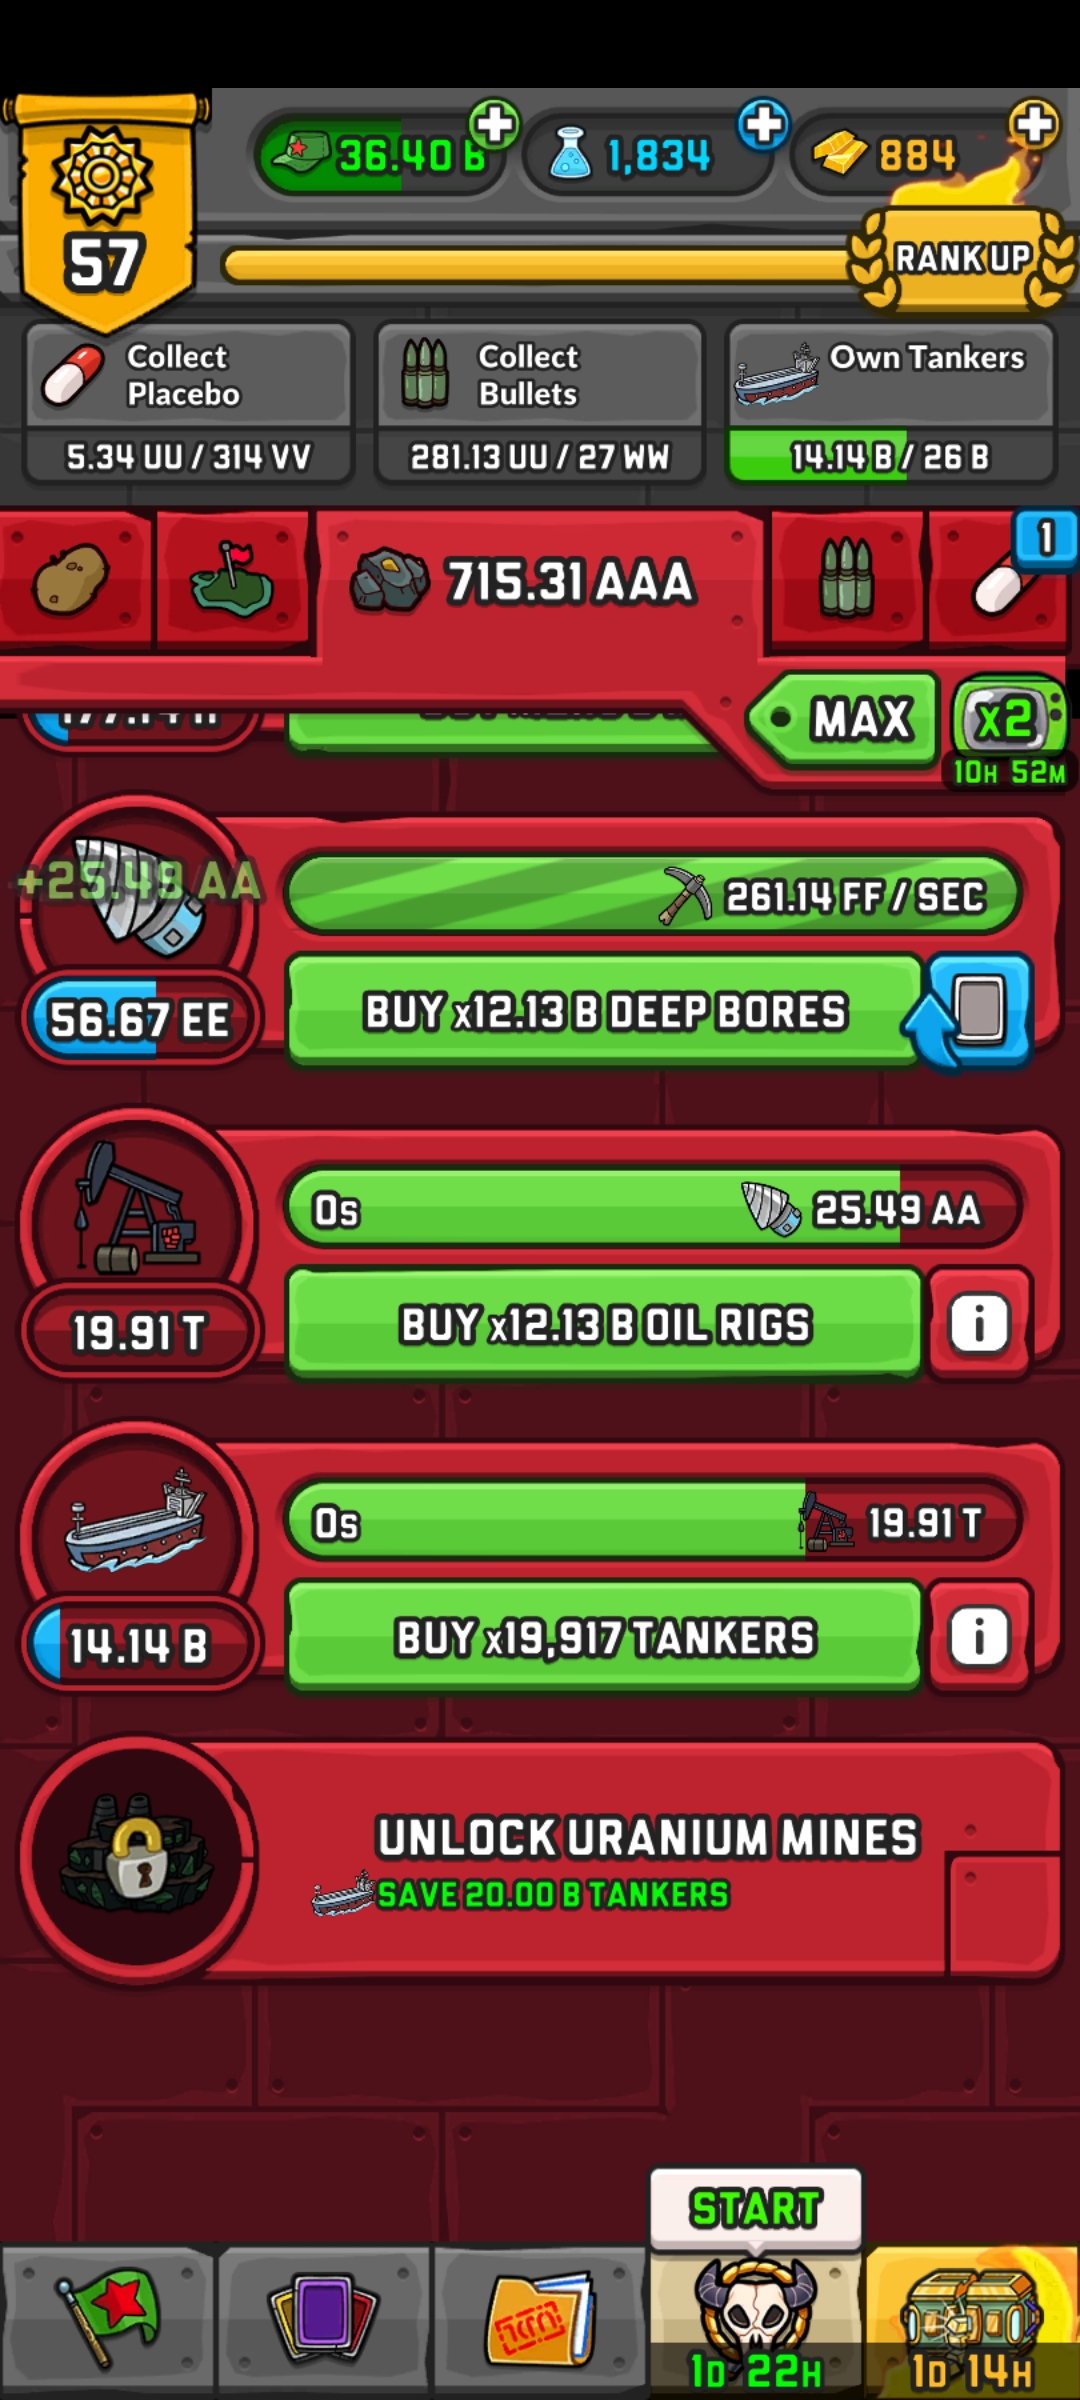 57
36.40 B
1,834
884
RANK UP
Collect
Placebo
5.34 UU / 314 VV
Collect
Bullets
281.13 UU / 27 WW
Own Tankers
14.14 B / 26 B
715.31 AAA
1
MAX
x2
10H 52M
+25.49 AA
261.14 FF / SEC
56.67 EE
BUY x12.13 B DEEP BORES
0s
25.49 AA
19.91 T
BUY x12.13 B OIL RIGS
i
0s
19.91 T
14.14 B
BUY x19,917 TANKERS
i
UNLOCK URANIUM MINES
SAVE 20.00 B TANKERS
START
1D 22H
1D 14H